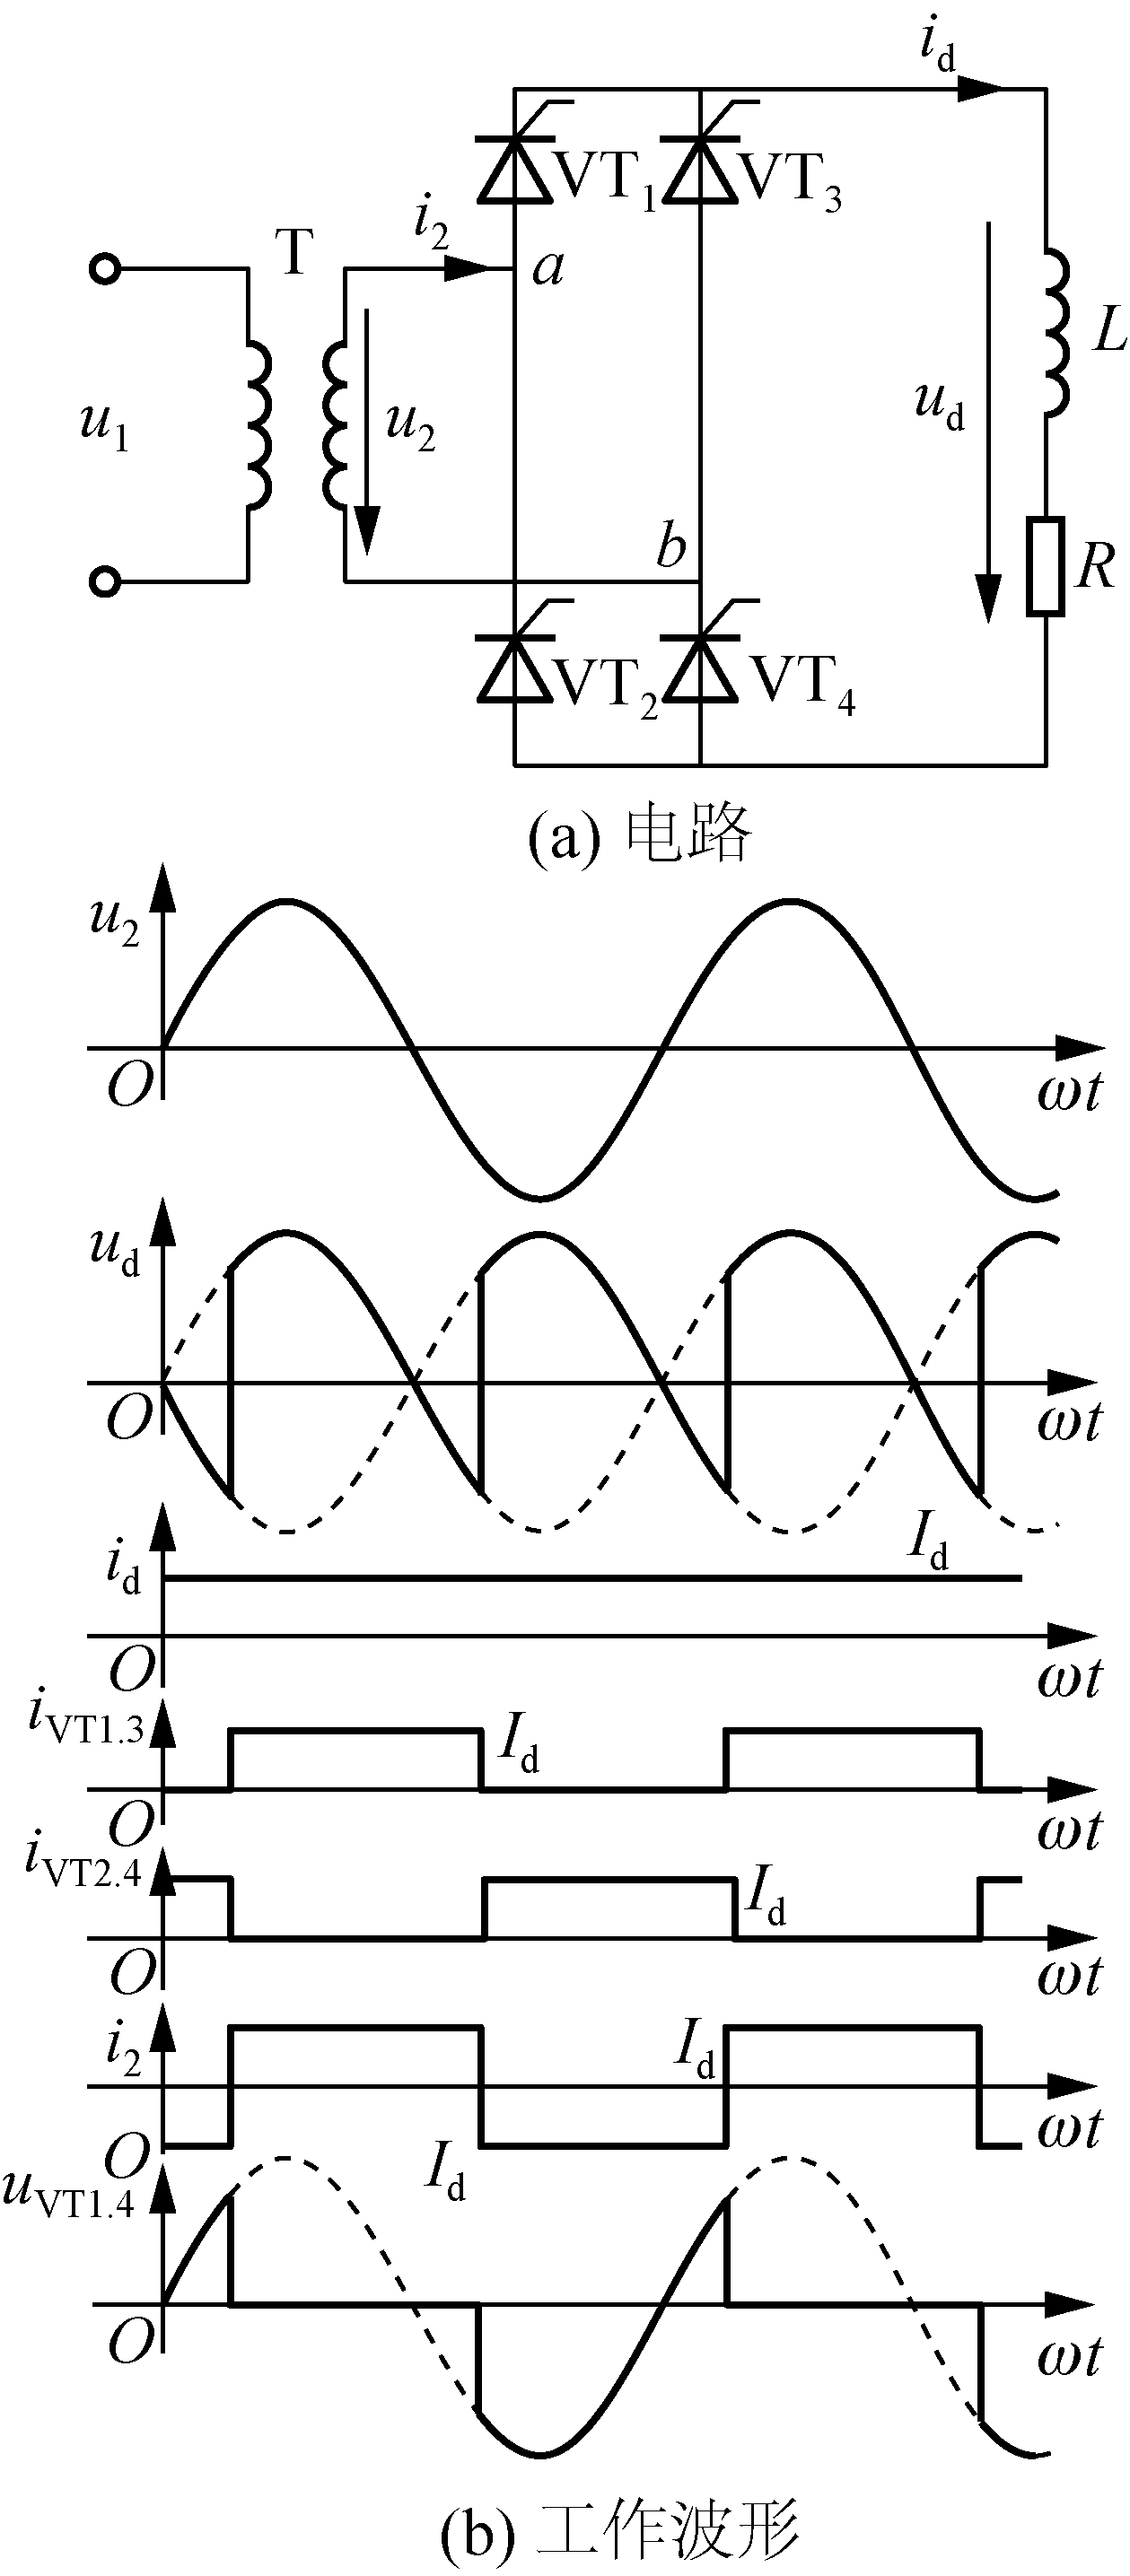 i_d
VT_1 VT_3
T i_2 a
u_1 u_2 u_d L
b R
VT_2 VT_4
(a) 电路
u_2
O ωt
u_d
O ωt
i_d I_d
O ωt
i_VT1.3 I_d
O ωt
i_VT2.4 I_d
O ωt
i_2 I_d
O I_d ωt
u_VT1.4
O ωt
(b) 工作波形